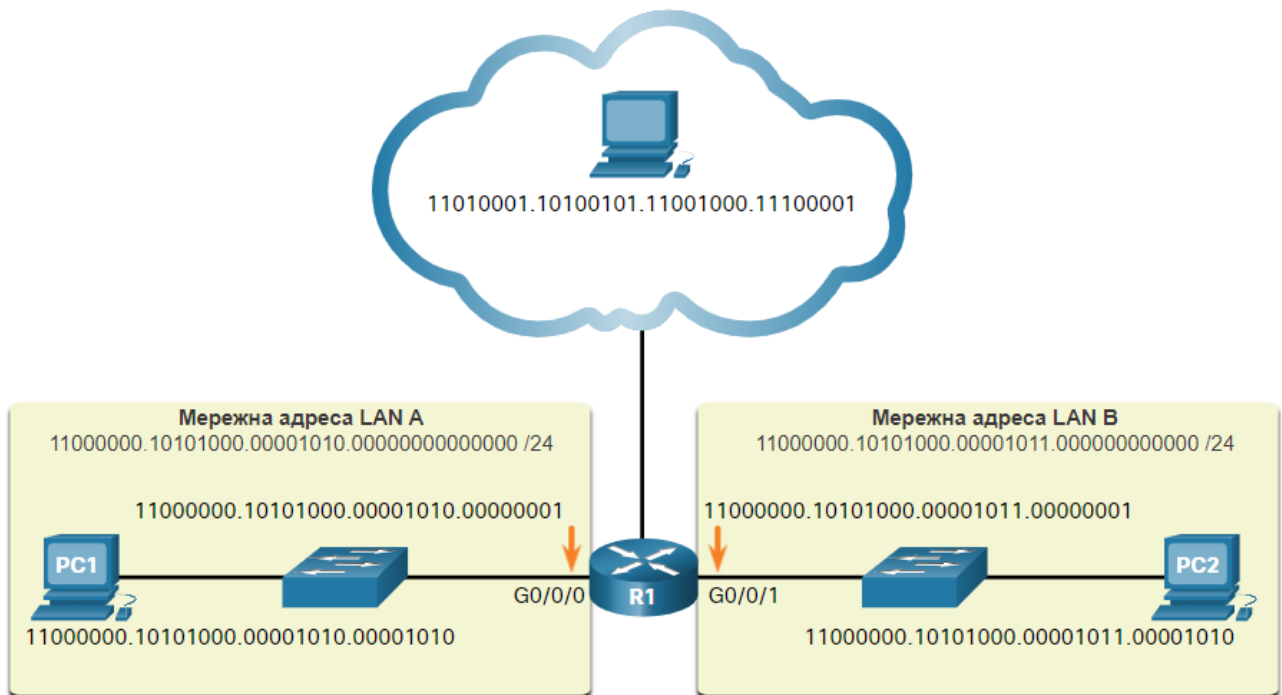 11010001.10100101.11001000.11100001
Мережна адреса LAN A
11000000.10101000.00001010.00000000000000 /24
11000000.10101000.00001010.00000001
PC1
G0/0/0
11000000.10101000.00001010.00001010
R1
Мережна адреса LAN B
11000000.10101000.00001011.000000000000 /24
11000000.10101000.00001011.00000001
G0/0/1
PC2
11000000.10101000.00001011.00001010